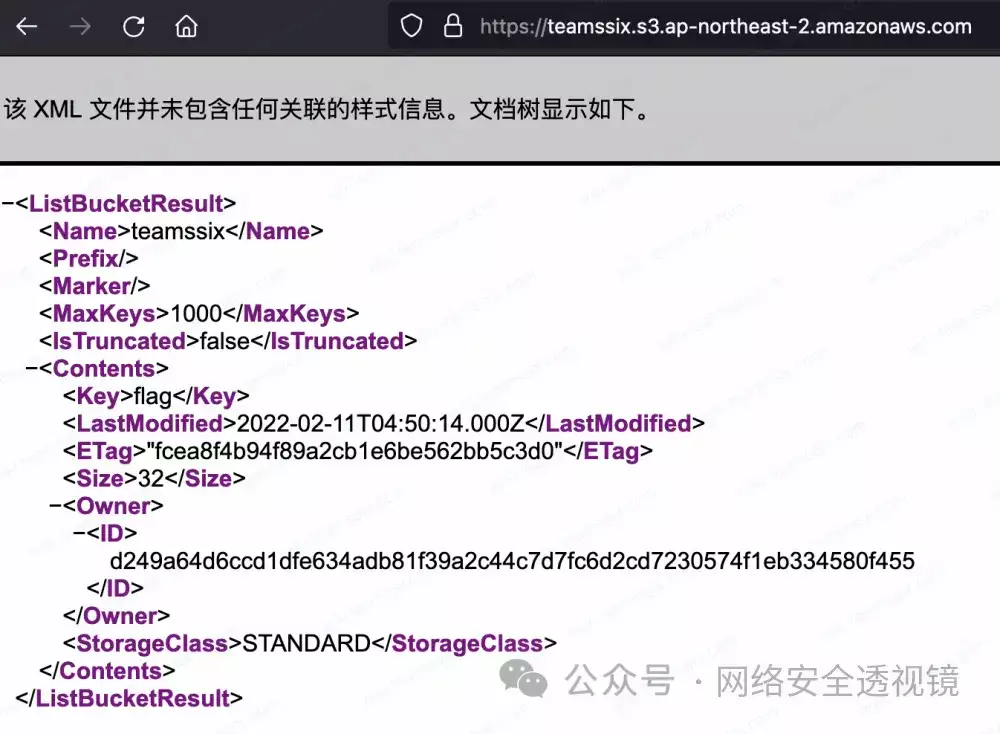 https://teamssix.s3.ap-northeast-2.amazonaws.com
该 XML 文件并未包含任何关联的样式信息。文档树显示如下。
−<ListBucketResult>
<Name>teamssix</Name>
<Prefix/>
<Marker/>
<MaxKeys>1000</MaxKeys>
<IsTruncated>false</IsTruncated>
−<Contents>
<Key>flag</Key>
<LastModified>2022-02-11T04:50:14.000Z</LastModified>
<ETag>"fcea8f4b94f89a2cb1e6be562bb5c3d0"</ETag>
<Size>32</Size>
−<Owner>
−<ID>
d249a64d6ccd1dfe634adb81f39a2c44c7d7fc6d2cd7230574f1eb334580f455
</ID>
</Owner>
<StorageClass>STANDARD</StorageClass>
</Contents>
</ListBucketResult>
公众号 · 网络安全透视镜